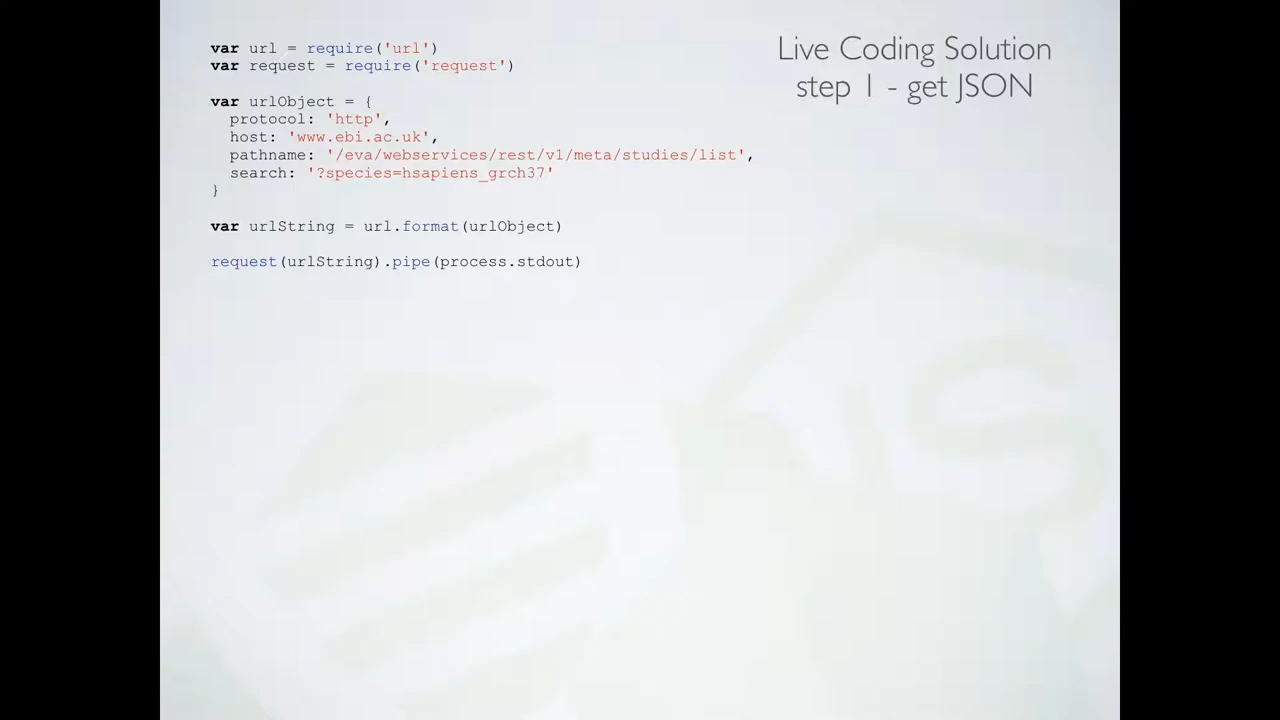 var url = require('url')
var request = require('request')
var urlObject = {
  protocol: 'http',
  host: 'www.ebi.ac.uk',
  pathname: '/eva/webservices/rest/v1/meta/studies/list',
  search: '?species=hsapiens_grch37'
}
var urlString = url.format(urlObject)
request(urlString).pipe(process.stdout)
Live Coding Solution
step 1 - get JSON